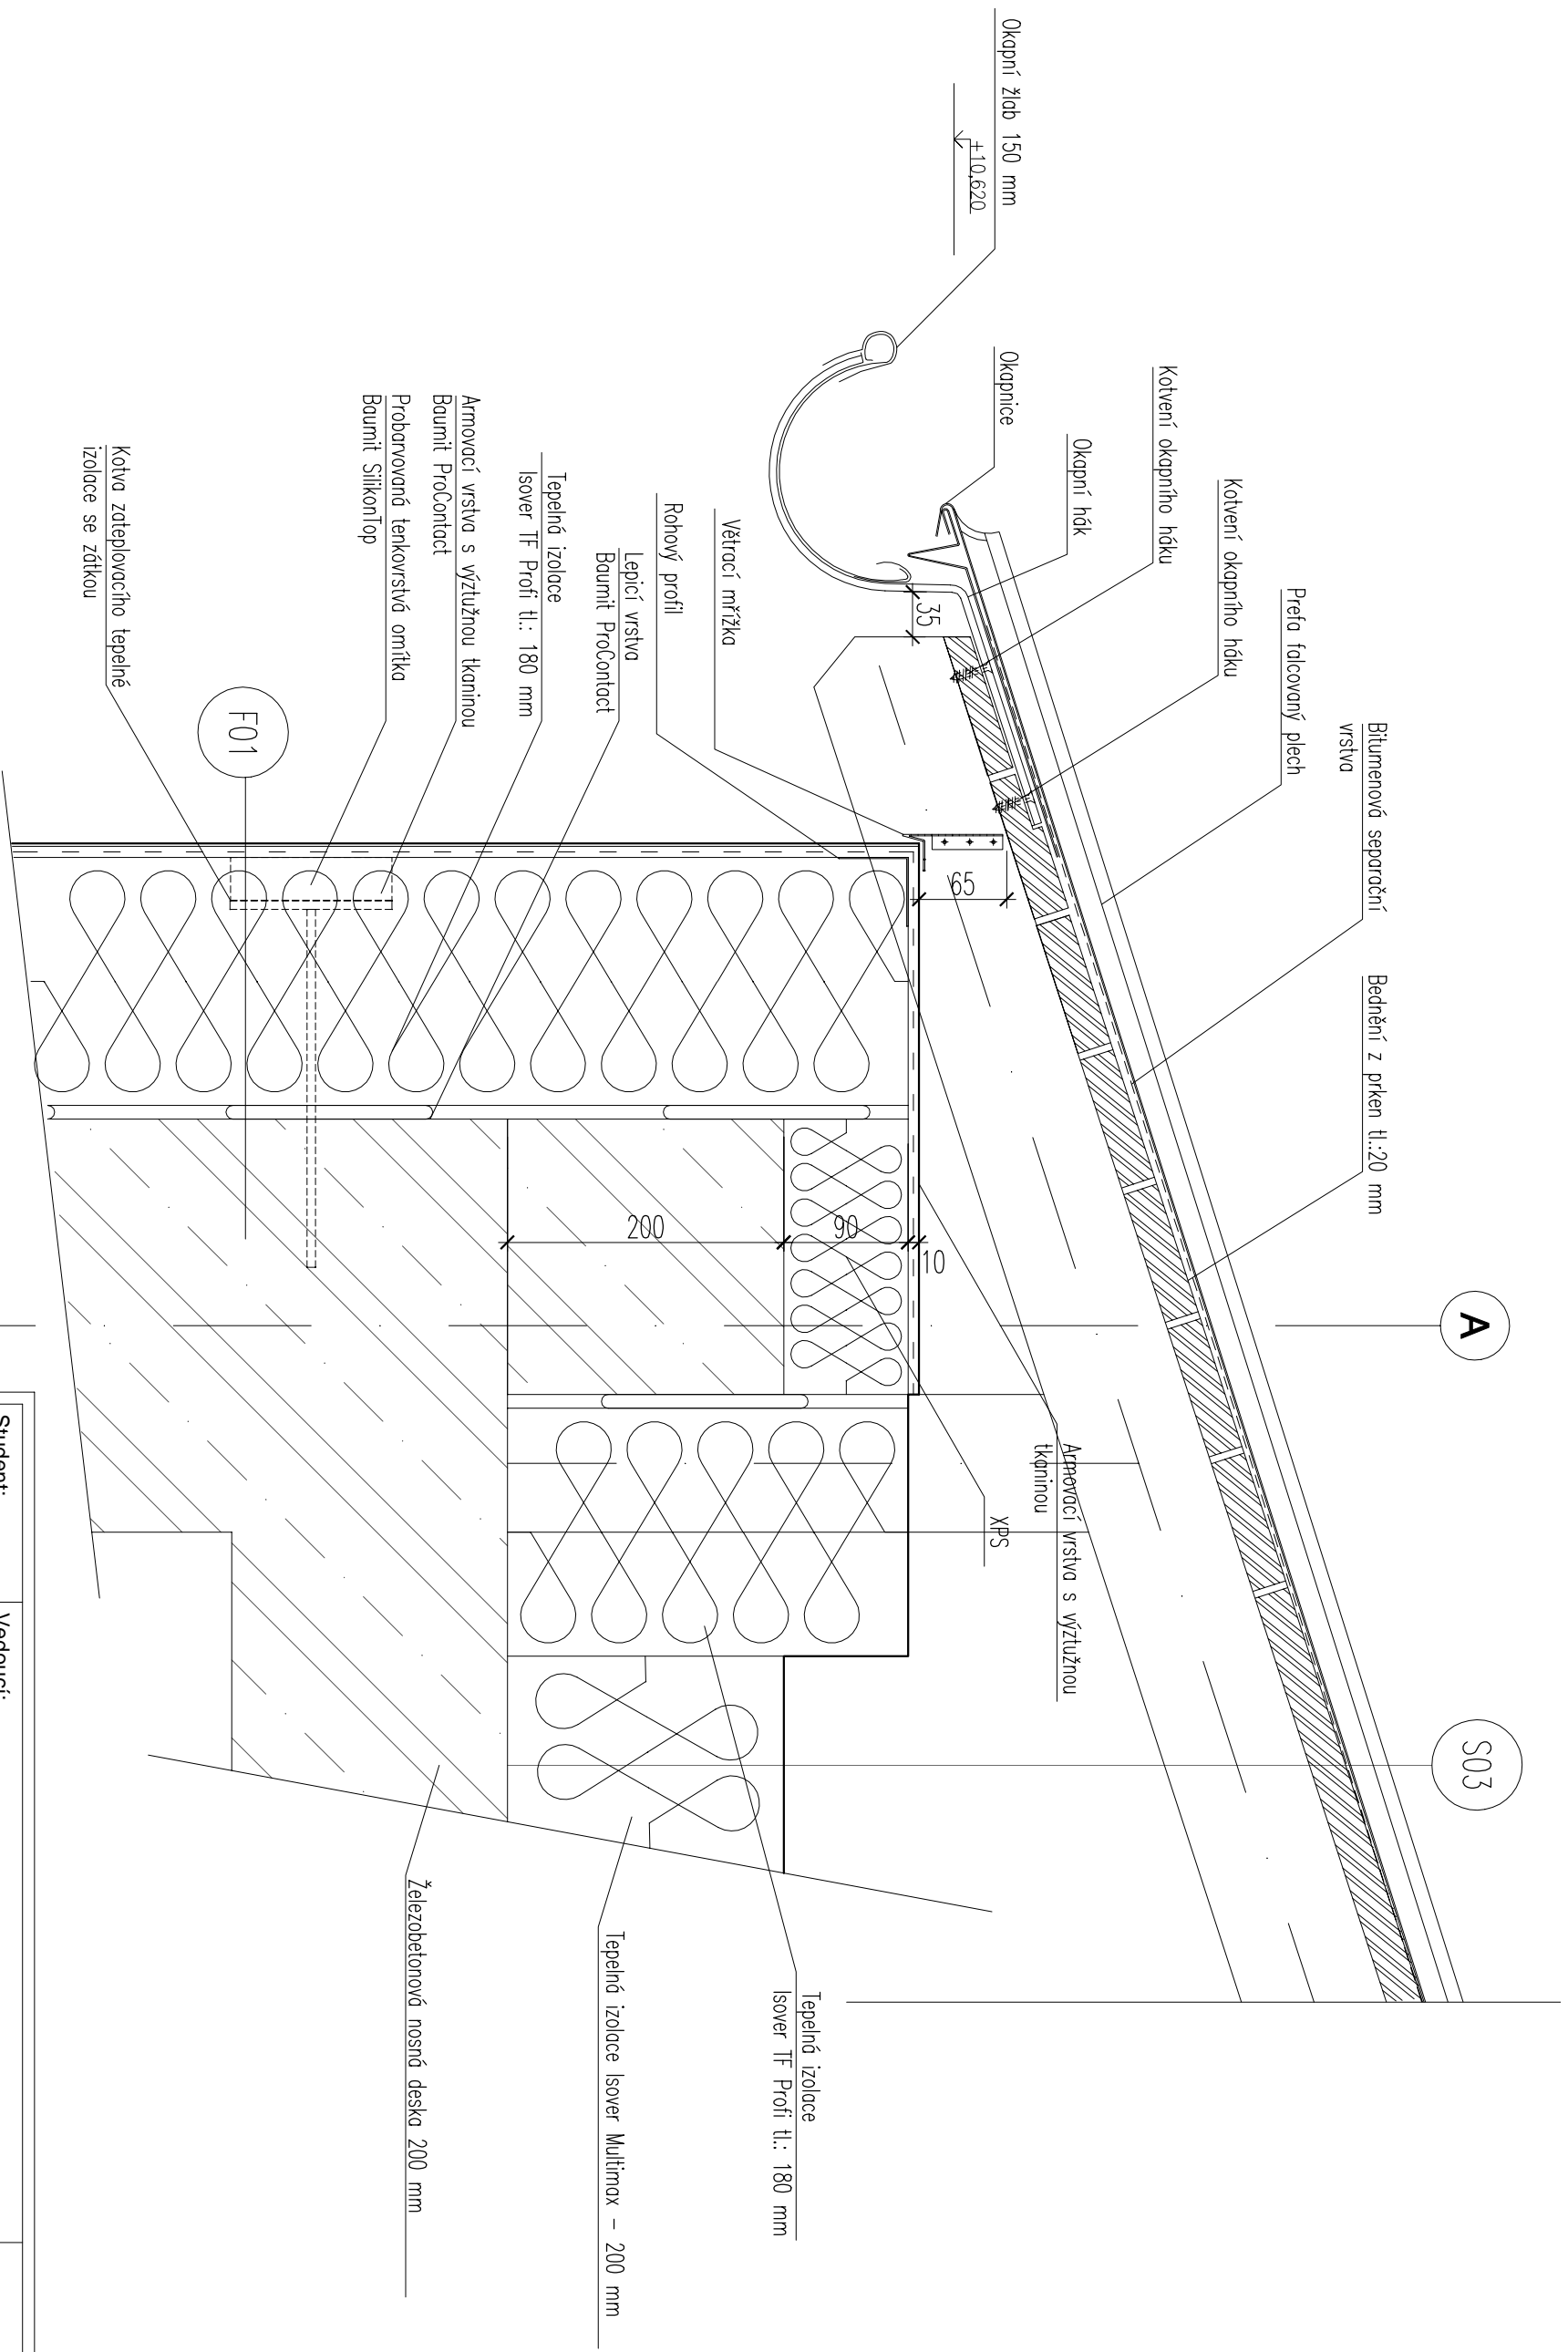 Okapní žlab 150 mm
+10,620
Okapnice
Okapní hák
Kotvení okapního háku
Kotvení okapního háku
Prefa falcovaný plech
Bitumenová separační
vrstva
Bednění z prken tl.:20 mm
A
S03
35
65
200
90
10
Větrací mřížka
Rohový profil
Lepicí vrstva
Baumit ProContact
Tepelná izolace
Isover TF Profi tl.: 180 mm
Armovací vrstva s výztužnou tkaninou
Baumit ProContact
Probarvovaná tenkovrstvá omítka
Baumit SilikonTop
Kotva zateplovacího tepelné
izolace se zátkou
F01
Armovací vrstva s výztužnou
tkaninou
XPS
Tepelná izolace
Isover TF Profi tl.: 180 mm
Tepelná izolace Isover Multimax - 200 mm
Železobetonová nosná deska 200 mm
Student:
Vedoucí: